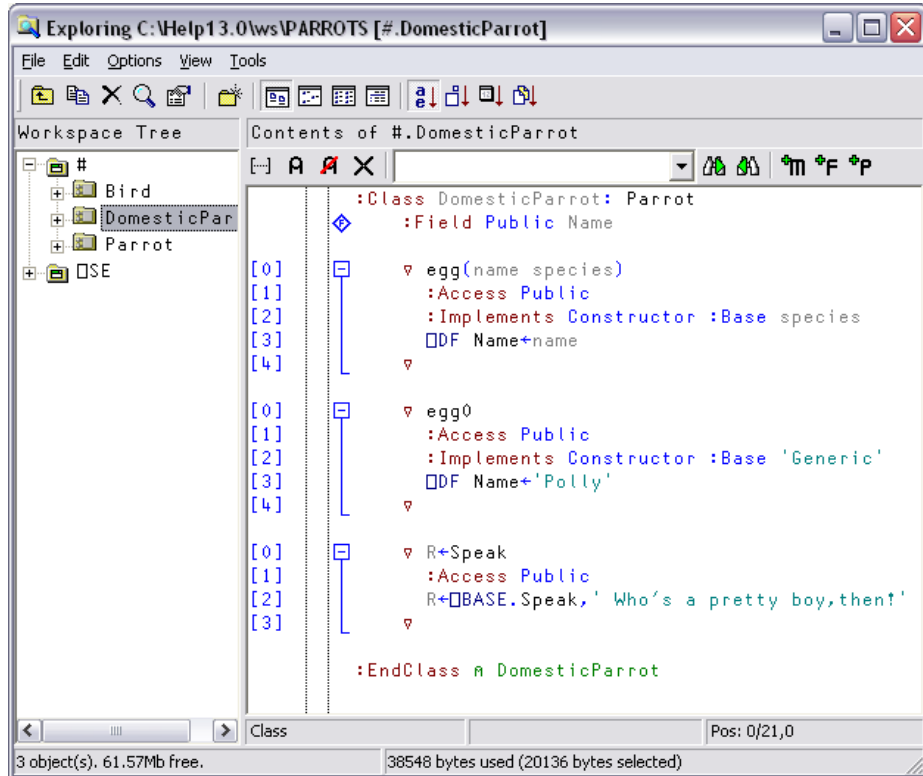 Exploring C:\Help13.0\ws\PARROTS [#.DomesticParrot]
File Edit Options View Tools
Workspace Tree
Contents of #.DomesticParrot
#
Bird
DomesticPar
Parrot
⎕SE
:Class DomesticParrot: Parrot
:Field Public Name
[0] ∇ egg(name species)
[1] :Access Public
[2] :Implements Constructor :Base species
[3] ⎕DF Name←name
[4] ∇
[0] ∇ egg0
[1] :Access Public
[2] :Implements Constructor :Base 'Generic'
[3] ⎕DF Name←'Polly'
[4] ∇
[0] ∇ R←Speak
[1] :Access Public
[2] R←⎕BASE.Speak,' Who's a pretty boy,then!'
[3] ∇
:EndClass ⍝ DomesticParrot
Class
Pos: 0/21,0
3 object(s). 61.57Mb free.
38548 bytes used (20136 bytes selected)